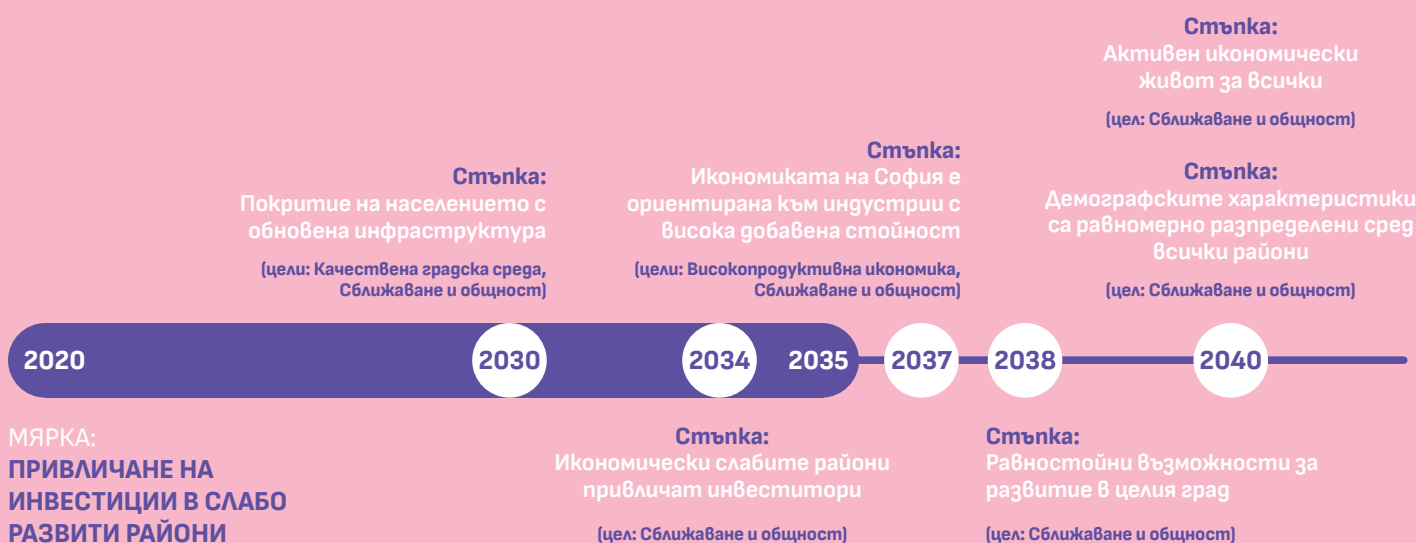 Стъпка:
Активен икономически
живот за всички
(цел: Сближаване и общност)
Стъпка:
Покритие на населението с
обновена инфраструктура
(цели: Качествена градска среда,
Сближаване и общност)
Стъпка:
Икономиката на София е
ориентирана към индустрии с
висока добавена стойност
(цели: Високопродуктивна икономика,
Сближаване и общност)
Стъпка:
Демографските характеристики
са равномерно разпределени сред
всички райони
(цел: Сближаване и общност)
2020 2030 2034 2035 2037 2038 2040
МЯРКА:
ПРИВЛИЧАНЕ НА
ИНВЕСТИЦИИ В СЛАБО
РАЗВИТИ РАЙОНИ
Стъпка:
Икономически слабите райони
привличат инвеститори
(цел: Сближаване и общност)
Стъпка:
Равностойни възможности за
развитие в целия град
(цел: Сближаване и общност)